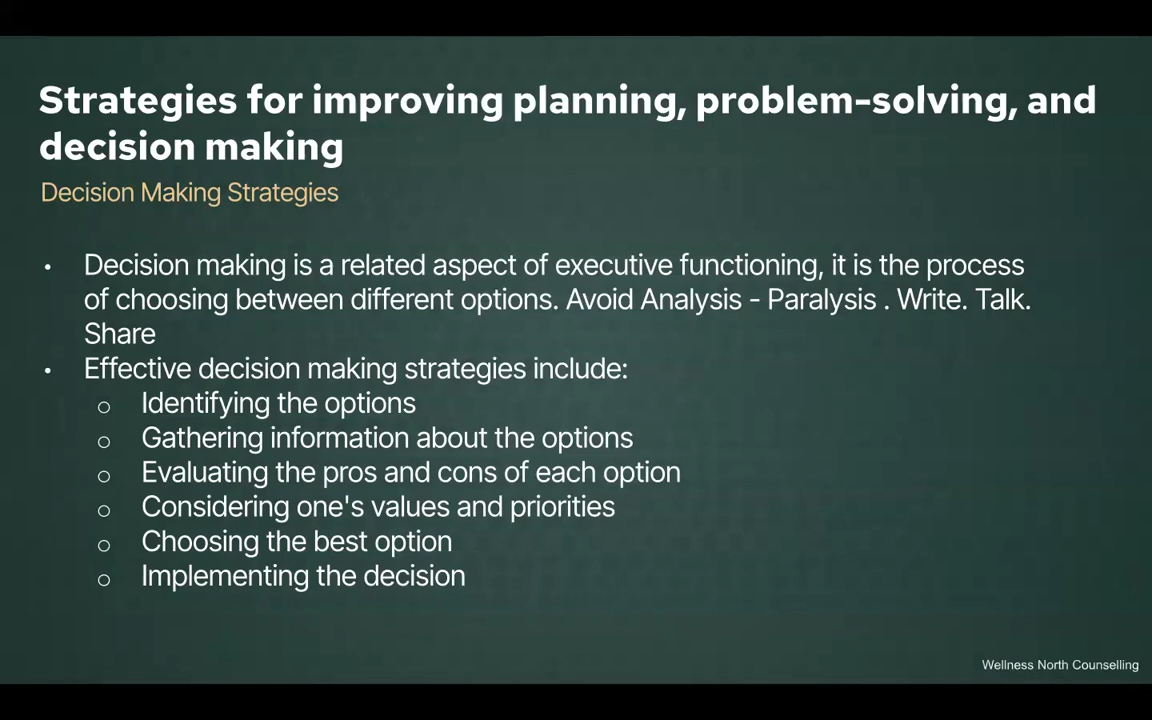 Strategies for improving planning, problem-solving, and
decision making
Decision Making Strategies
• Decision making is a related aspect of executive functioning, it is the process
of choosing between different options. Avoid Analysis - Paralysis . Write. Talk.
Share
• Effective decision making strategies include:
o Identifying the options
o Gathering information about the options
o Evaluating the pros and cons of each option
o Considering one's values and priorities
o Choosing the best option
o Implementing the decision
Wellness North Counselling